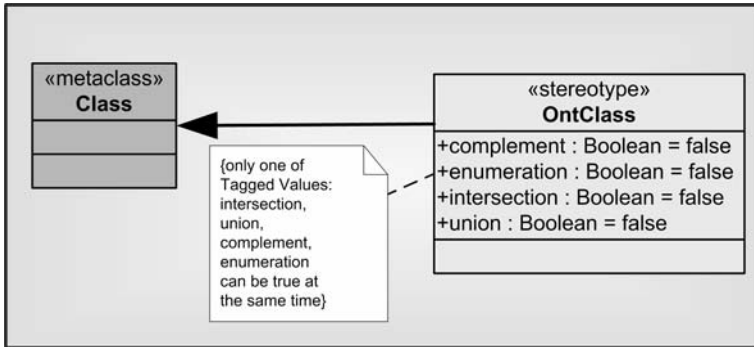 «metaclass»
Class
«stereotype»
OntClass
+complement : Boolean = false
+enumeration : Boolean = false
+intersection : Boolean = false
+union : Boolean = false
{only one of
Tagged Values:
intersection,
union,
complement,
enumeration
can be true at
the same time}